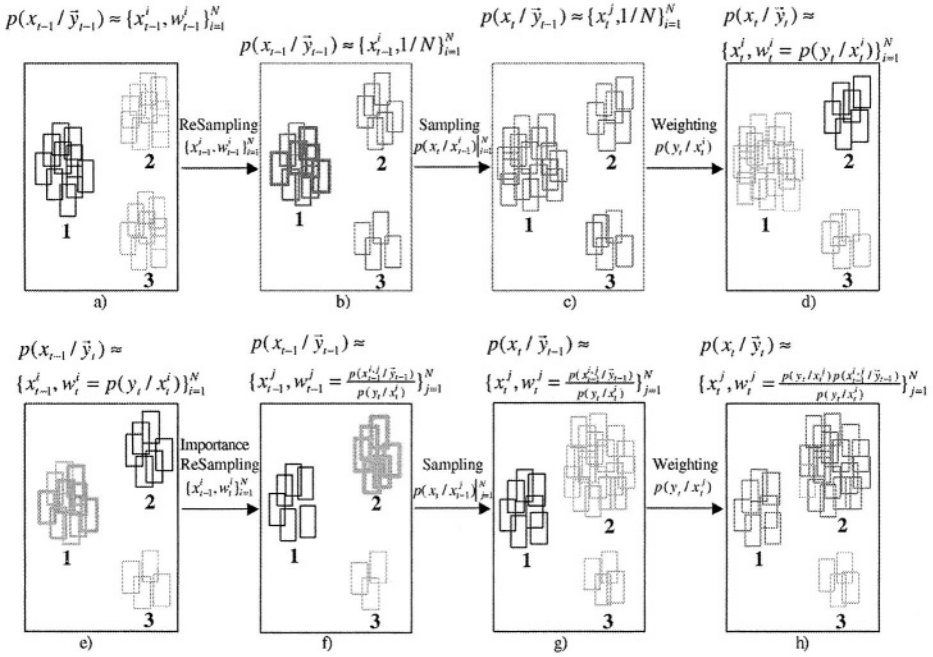 p(x_{t-1} / \vec{y}_{t-1}) ≈ {x^i_{t-1}, w^i_{t-1}}^N_{i=1}
p(x_{t-1} / \vec{y}_{t-1}) ≈ {x^i_{t-1}, 1/N}^N_{i=1}
p(x_t / \vec{y}_{t-1}) ≈ {x^j_t, 1/N}^N_{i=1}
p(x_t / \vec{y}_t) ≈
{x^i_t, w^i_t = p(y_t / x^i_t)}^N_{i=1}
ReSampling
{x^i_{t-1}, w^i_{t-1}}^N_{i=1}
Sampling
p(x_t / x^i_{t-1})|^N_{i=1}
Weighting
p(y_t / x^i_t)
1
2
3
1
2
3
1
2
3
1
2
3
a)
b)
c)
d)
p(x_{t-1} / \vec{y}_t) ≈
{x^i_{t-1}, w^i_t = p(y_t / x^i_t)}^N_{i=1}
p(x_{t-1} / \vec{y}_{t-1}) ≈
p(x_t / \vec{y}_{t-1}) ≈
p(x_t / \vec{y}_t) ≈
Importance
ReSampling
{x^i_{t-1}, w^i_t}^N_{i=1}
Sampling
p(x_t / x^j_{t-1})|^N_{j=1}
Weighting
p(y_t / x^j_t)
1
2
3
1
2
3
1
2
3
1
2
3
e)
f)
g)
h)